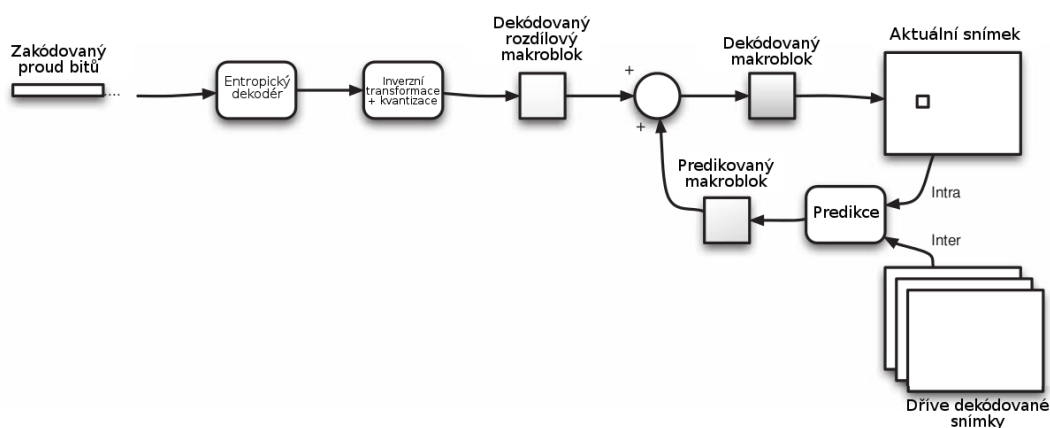 Zakódovaný
proud bitů
....
Entropický
dekodér
Inverzní
transformace
+ kvantizace
Dekódovaný
rozdílový
makroblok
+
+
Dekódovaný
makroblok
Aktuální snímek
Predikovaný
makroblok
Predikce
Intra
Inter
Dříve dekódované
snímky